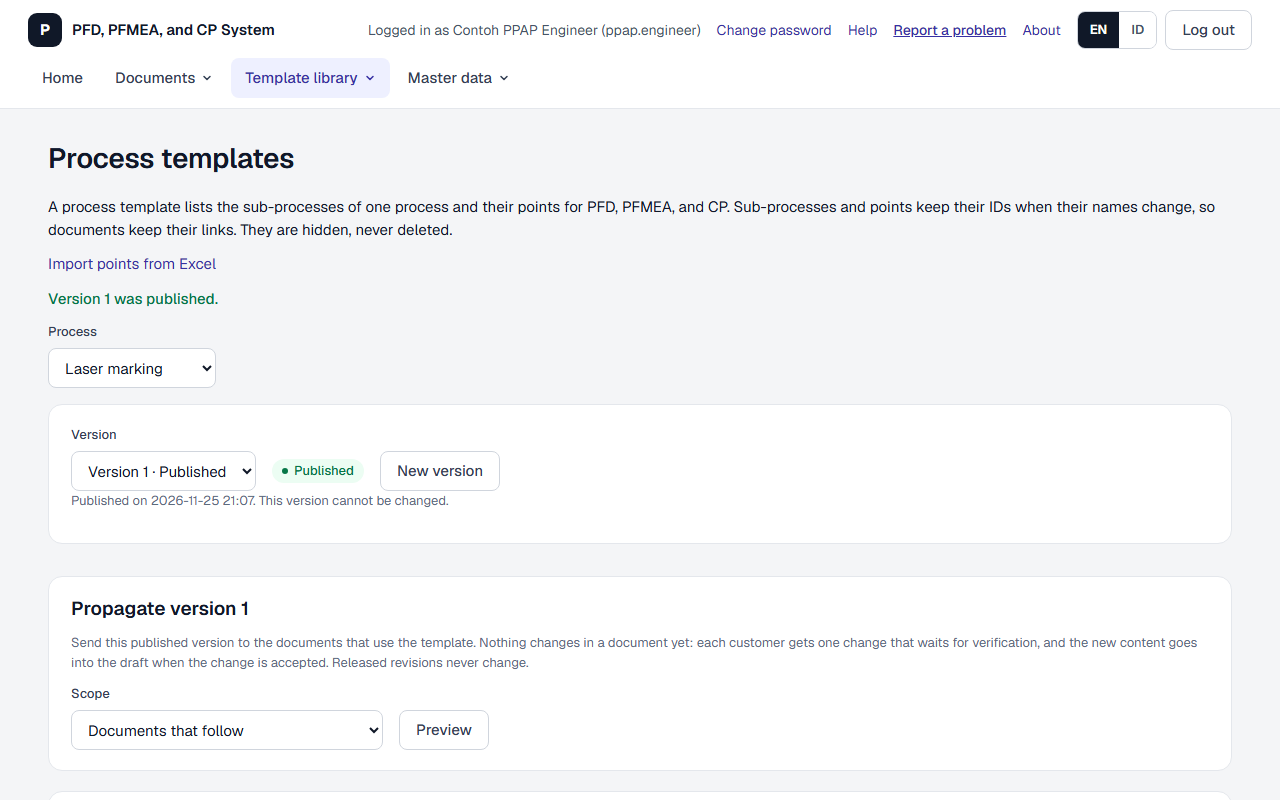 P
PFD, PFMEA, and CP System
Logged in as Contoh PPAP Engineer (ppap.engineer)
Change password
Help
Report a problem
About
EN
ID
Log out
Home
Documents
Template library
Master data
Process templates
A process template lists the sub-processes of one process and their points for PFD, PFMEA, and CP. Sub-processes and points keep their IDs when their names change, so
documents keep their links. They are hidden, never deleted.
Import points from Excel
Version 1 was published.
Process
Laser marking
Version
Version 1 · Published
Published
New version
Published on 2026-11-25 21:07. This version cannot be changed.
Propagate version 1
Send this published version to the documents that use the template. Nothing changes in a document yet: each customer gets one change that waits for verification, and the new content goes
into the draft when the change is accepted. Released revisions never change.
Scope
Documents that follow
Preview